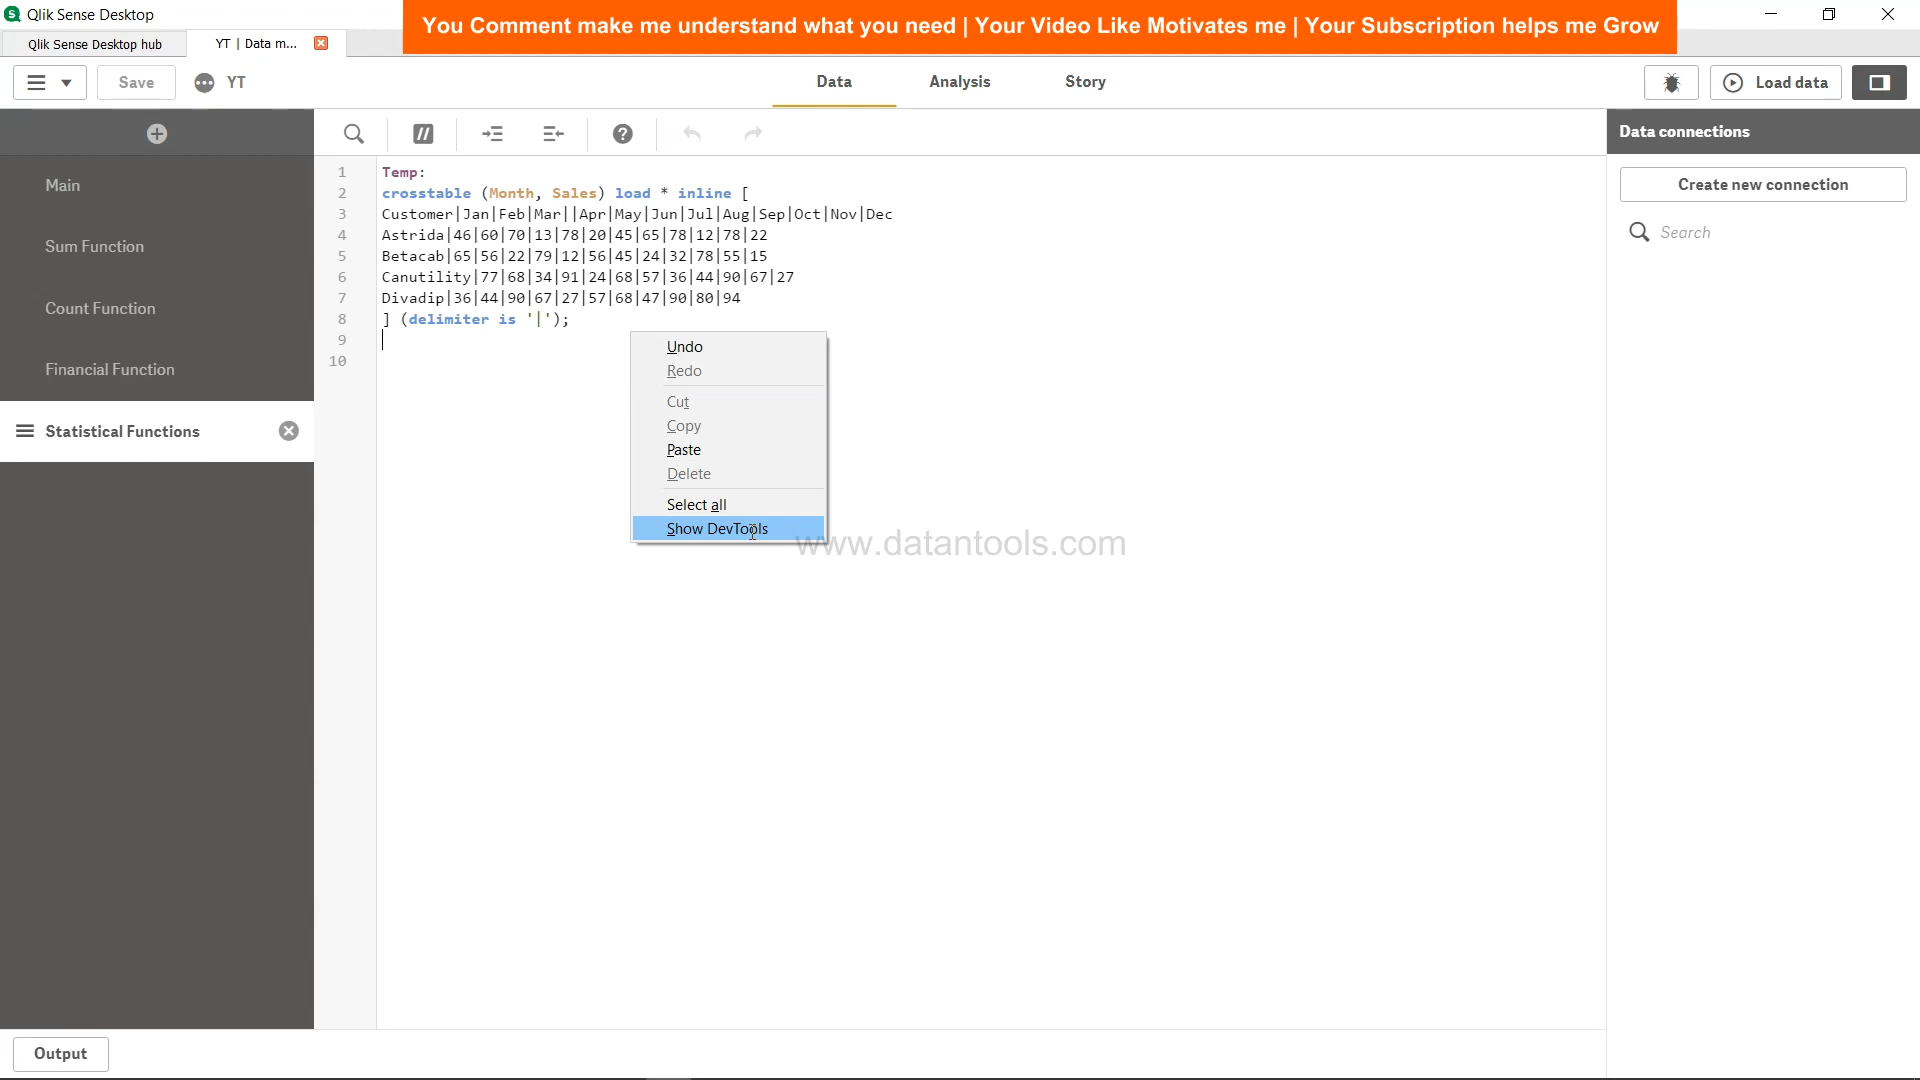 Qlik Sense Desktop
You Comment make me understand what you need | Your Video Like Motivates me | Your Subscription helps me Grow
Qlik Sense Desktop hub
YT | Data m...
Save
YT
Data
Analysis
Story
Load data
Data connections
Create new connection
Search
Main
Sum Function
Count Function
Financial Function
Statistical Functions
1 Temp:
2 crosstable (Month, Sales) load * inline [
3 Customer|Jan|Feb|Mar||Apr|May|Jun|Jul|Aug|Sep|Oct|Nov|Dec
4 Astrida|46|60|70|13|78|20|45|65|78|12|78|22
5 Betacab|65|56|22|79|12|56|45|24|32|78|55|15
6 Canutility|77|68|34|91|24|68|57|36|44|90|67|27
7 Divadip|36|44|90|67|27|57|68|47|90|80|94
8 ] (delimiter is '|');
9
10
Undo
Redo
Cut
Copy
Paste
Delete
Select all
Show DevTools
www.datantools.com
Output